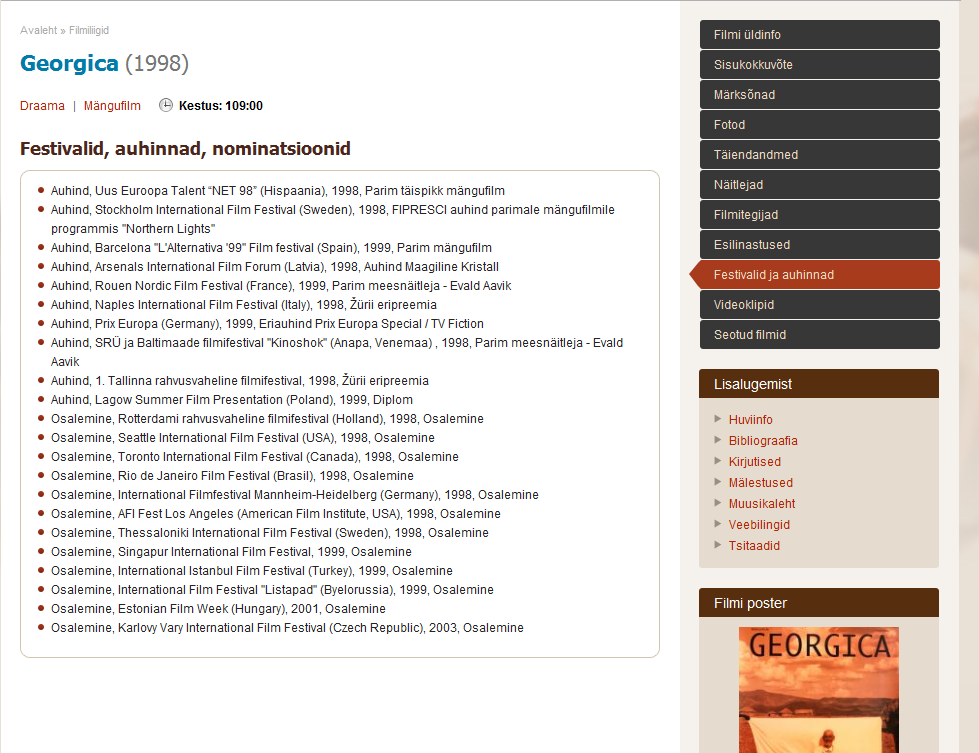 Avaleht » Filmiliigid
Georgica (1998)
Draama | Mängufilm Kestus: 109:00
Festivalid, auhinnad, nominatsioonid
Auhind, Uus Euroopa Talent “NET 98” (Hispaania), 1998, Parim täispikk mängufilm
Auhind, Stockholm International Film Festival (Sweden), 1998, FIPRESCI auhind parimale mängufilmile
programmis "Northern Lights"
Auhind, Barcelona "L'Alternativa '99" Film festival (Spain), 1999, Parim mängufilm
Auhind, Arsenals International Film Forum (Latvia), 1998, Auhind Maagiline Kristall
Auhind, Rouen Nordic Film Festival (France), 1999, Parim meesnäitleja - Evald Aavik
Auhind, Naples International Film Festival (Italy), 1998, Žürii eripreemia
Auhind, Prix Europa (Germany), 1999, Eriauhind Prix Europa Special / TV Fiction
Auhind, SRÜ ja Baltimaade filmifestival "Kinoshok" (Anapa, Venemaa) , 1998, Parim meesnäitleja - Evald
Aavik
Auhind, 1. Tallinna rahvusvaheline filmifestival, 1998, Žürii eripreemia
Auhind, Lagow Summer Film Presentation (Poland), 1999, Diplom
Osalemine, Rotterdami rahvusvaheline filmifestival (Holland), 1998, Osalemine
Osalemine, Seattle International Film Festival (USA), 1998, Osalemine
Osalemine, Toronto International Film Festival (Canada), 1998, Osalemine
Osalemine, Rio de Janeiro Film Festival (Brasil), 1998, Osalemine
Osalemine, International Filmfestival Mannheim-Heidelberg (Germany), 1998, Osalemine
Osalemine, AFI Fest Los Angeles (American Film Institute, USA), 1998, Osalemine
Osalemine, Thessaloniki International Film Festival (Sweden), 1998, Osalemine
Osalemine, Singapur International Film Festival, 1999, Osalemine
Osalemine, International Istanbul Film Festival (Turkey), 1999, Osalemine
Osalemine, International Film Festival "Listapad" (Byelorussia), 1999, Osalemine
Osalemine, Estonian Film Week (Hungary), 2001, Osalemine
Osalemine, Karlovy Vary International Film Festival (Czech Republic), 2003, Osalemine
Filmi üldinfo
Sisukokkuvõte
Märksõnad
Fotod
Täiendandmed
Näitlejad
Filmitegijad
Esilinastused
Festivalid ja auhinnad
Videoklipid
Seotud filmid
Lisalugemist
Huviinfo
Bibliograafia
Kirjutised
Mälestused
Muusikaleht
Veebilingid
Tsitaadid
Filmi poster
GEORGICA